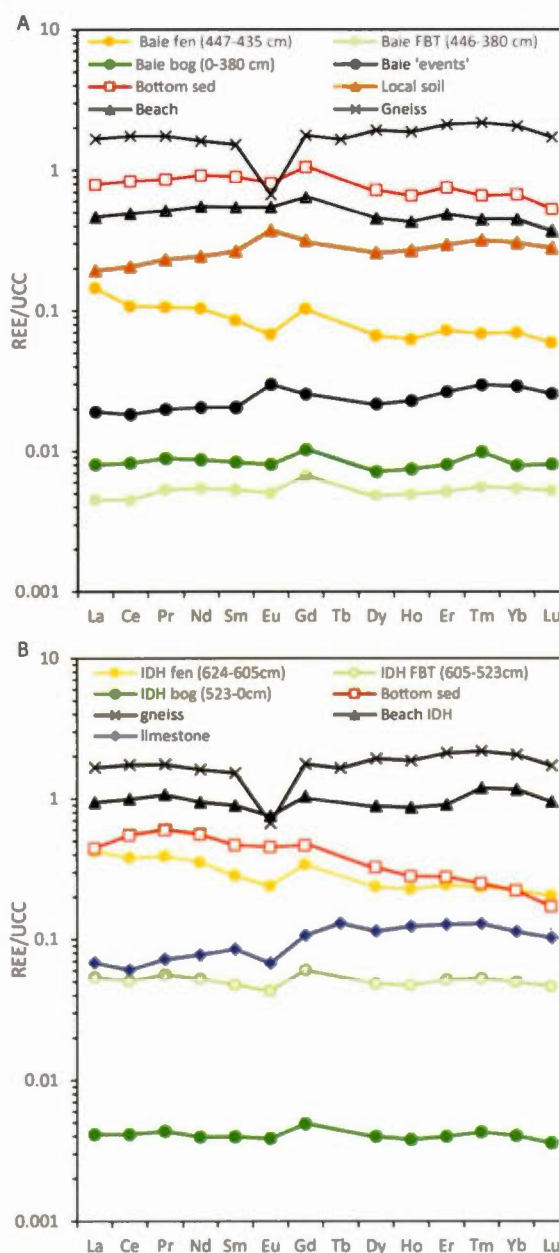 A
10
Baie fen (447-435 cm) Baie FBT (446-380 cm)
Baie bog (0-380 cm) Baie 'events'
Bottom sed Local soil
Beach Gneiss
1
REE/UCC
0.1
0.01
0.001
La Ce Pr Nd Sm Eu Gd Tb Dy Ho Er Tm Yb Lu
B
10
IDH fen (624-605cm) IDH FBT (605-523cm)
IDH bog (523-0cm) Bottom sed
gneiss Beach IDH
limestone
1
REE/UCC
0.1
0.01
0.001
La Ce Pr Nd Sm Eu Gd Tb Dy Ho Er Tm Yb Lu